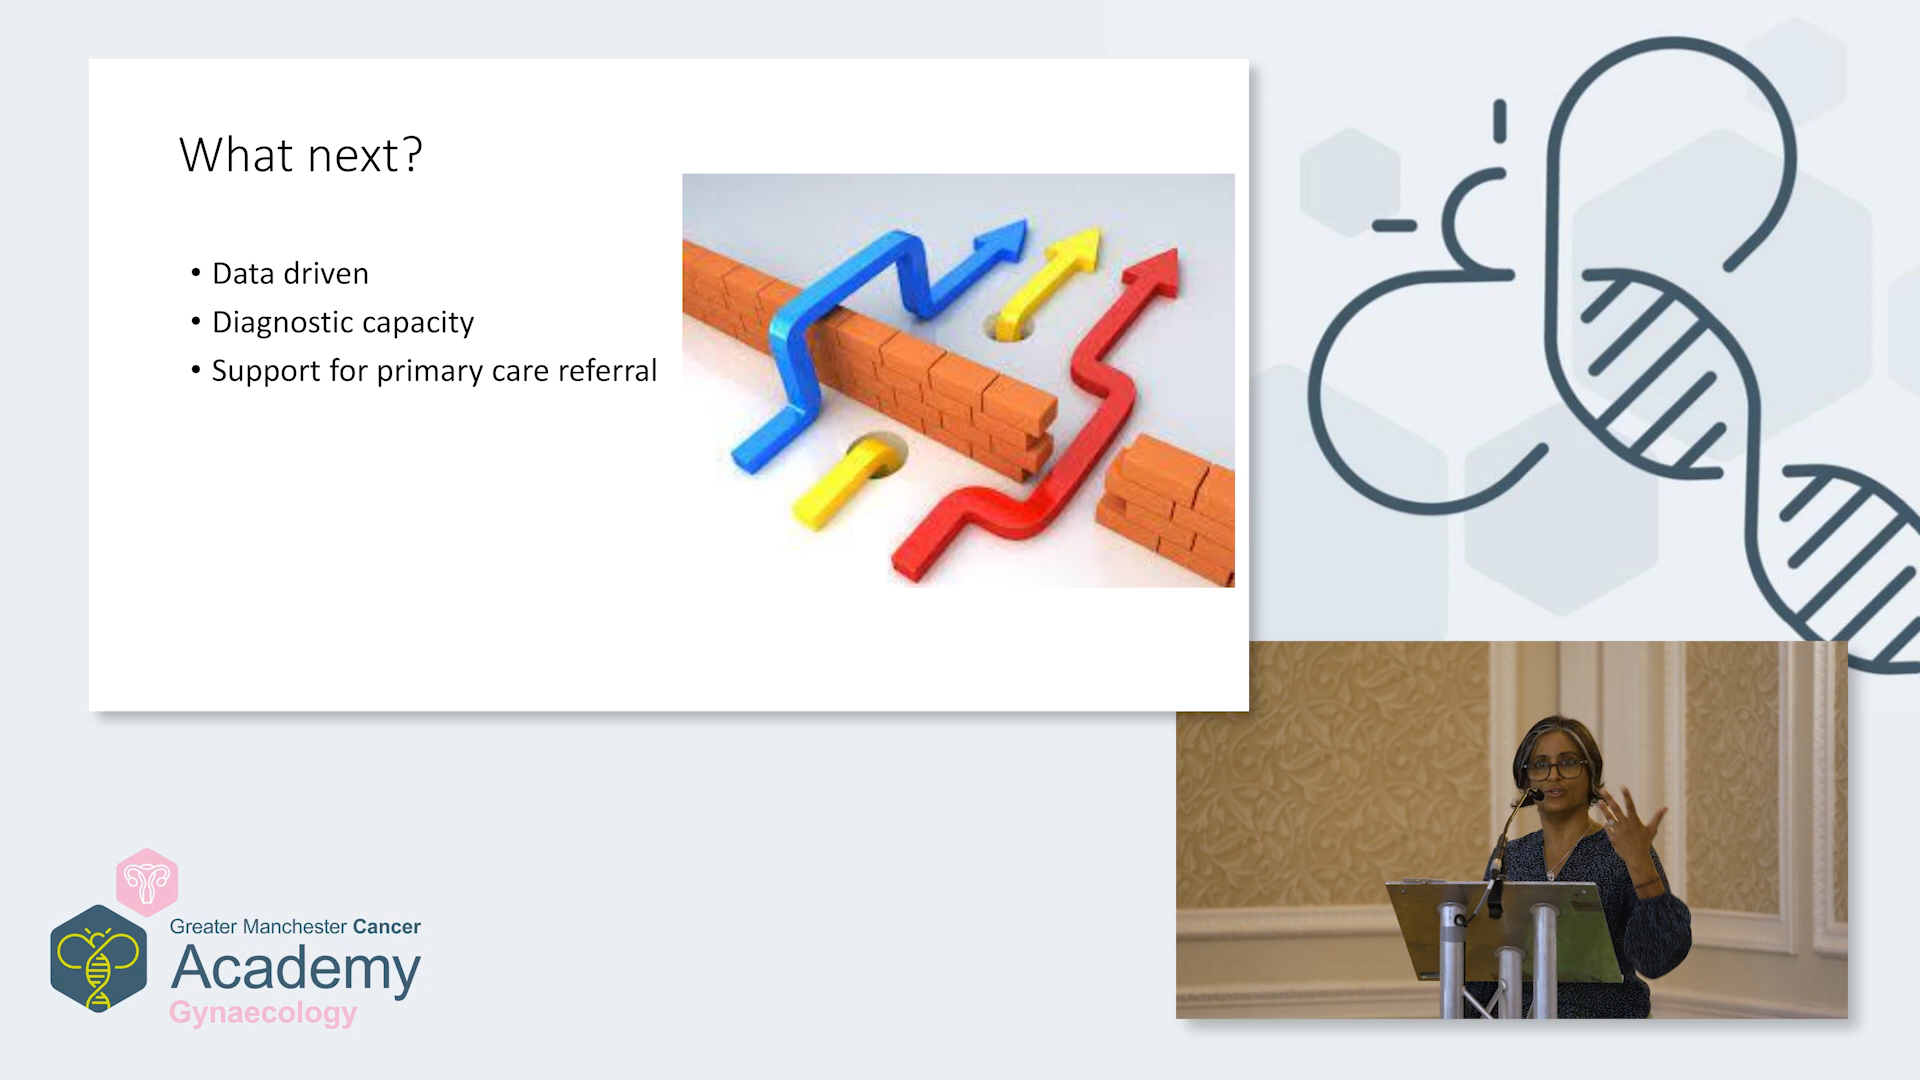 What next?
• Data driven
• Diagnostic capacity
• Support for primary care referral
Greater Manchester Cancer
Academy
Gynaecology